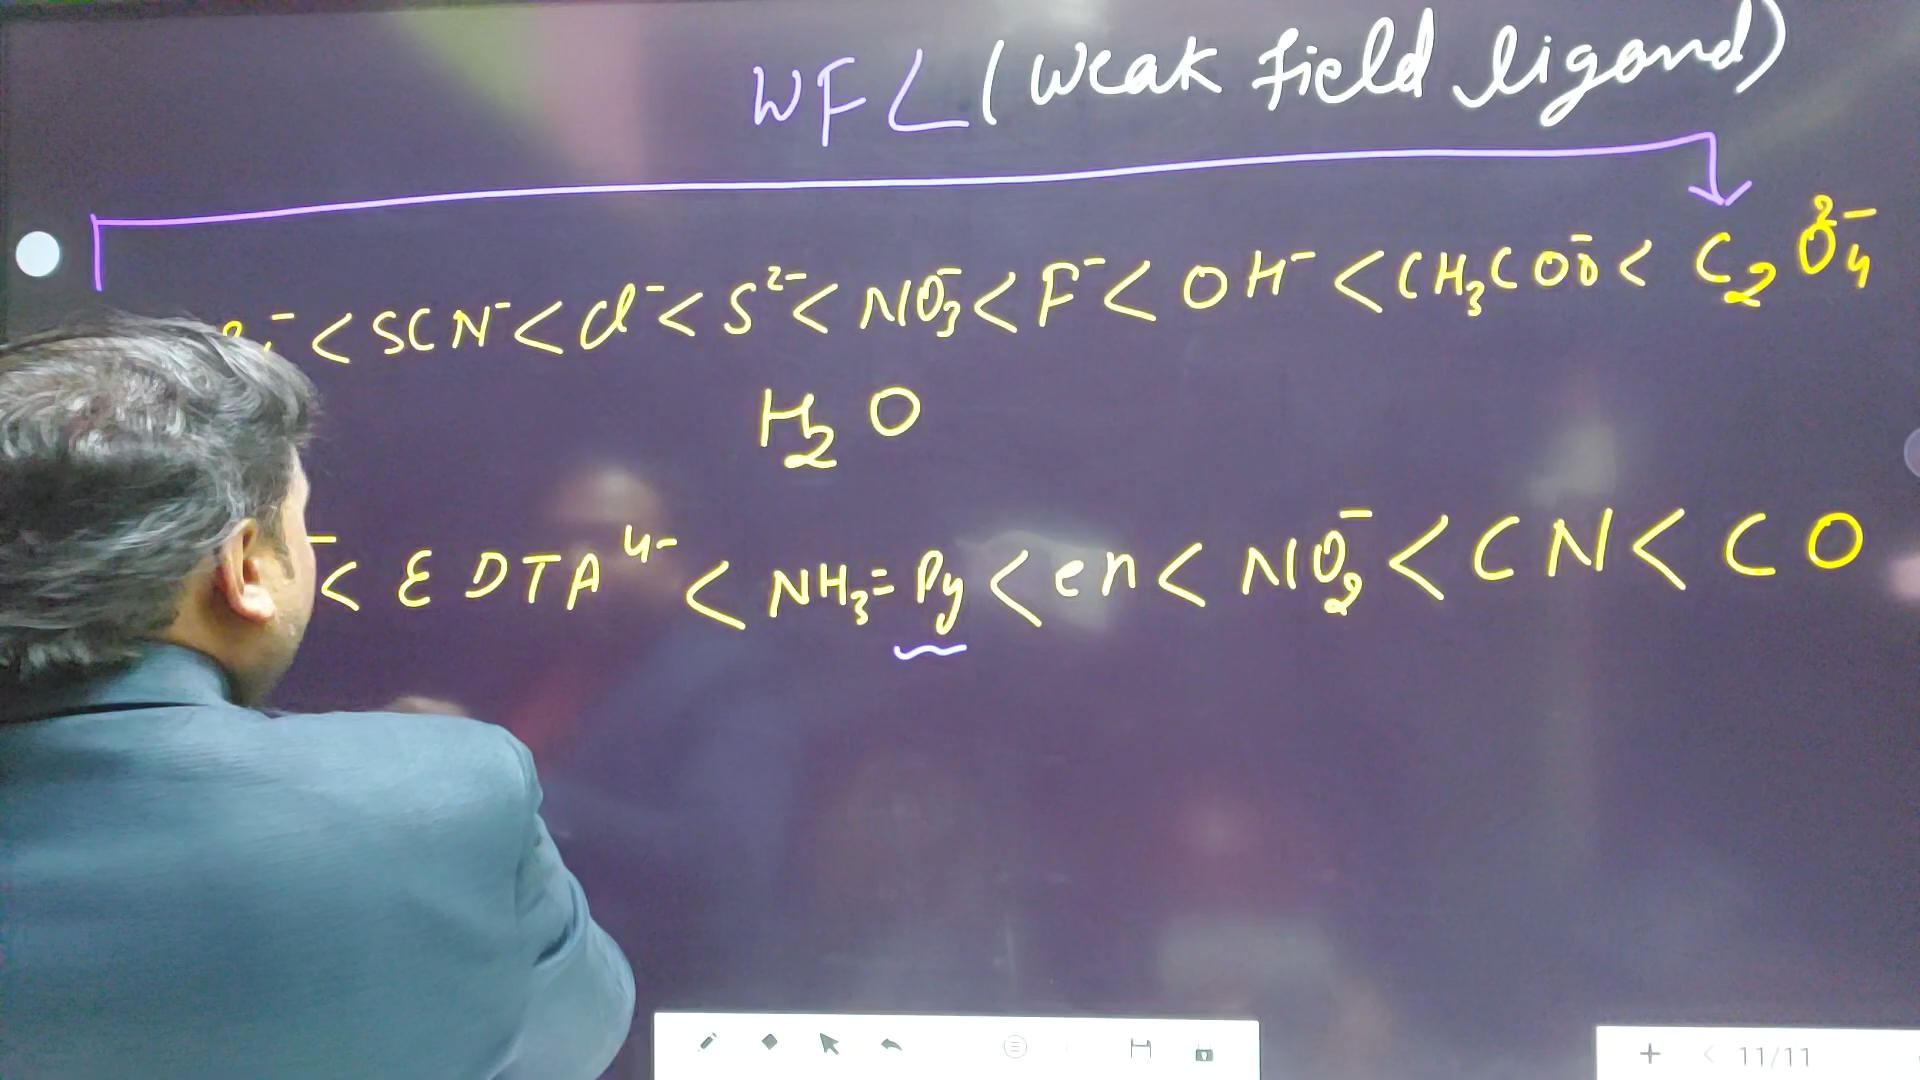 WFL (Weak field ligand)
⁻ < SCN⁻ < Cl⁻ < S²⁻ < NO₃⁻ < F⁻ < OH⁻ < CH₃COO⁻ < C₂O₄²⁻
H₂O
⁻ < EDTA⁴⁻ < NH₃ = Py < en < NO₂⁻ < CN < CO
11/11